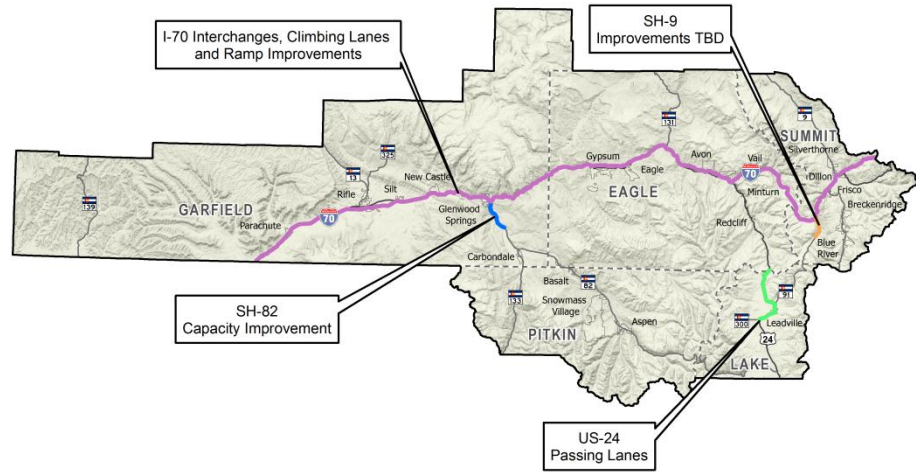 I-70 Interchanges, Climbing Lanes
and Ramp Improvements
SH-9
Improvements TBD
9
SUMMIT
Silverthorne
131
325
13
New Castle
Gypsum
Eagle
Avon
Vail
70
Dillon
Frisco
Rifle
Silt
EAGLE
Minturn
Breckenridge
139
GARFIELD
70
Parachute
Glenwood
Springs
Redcliff
Blue
River
Carbondale
Basalt
82
91
SH-82
Capacity Improvement
133
Snowmass
Village
Aspen
300
Leadville
24
PITKIN
LAKE
US-24
Passing Lanes